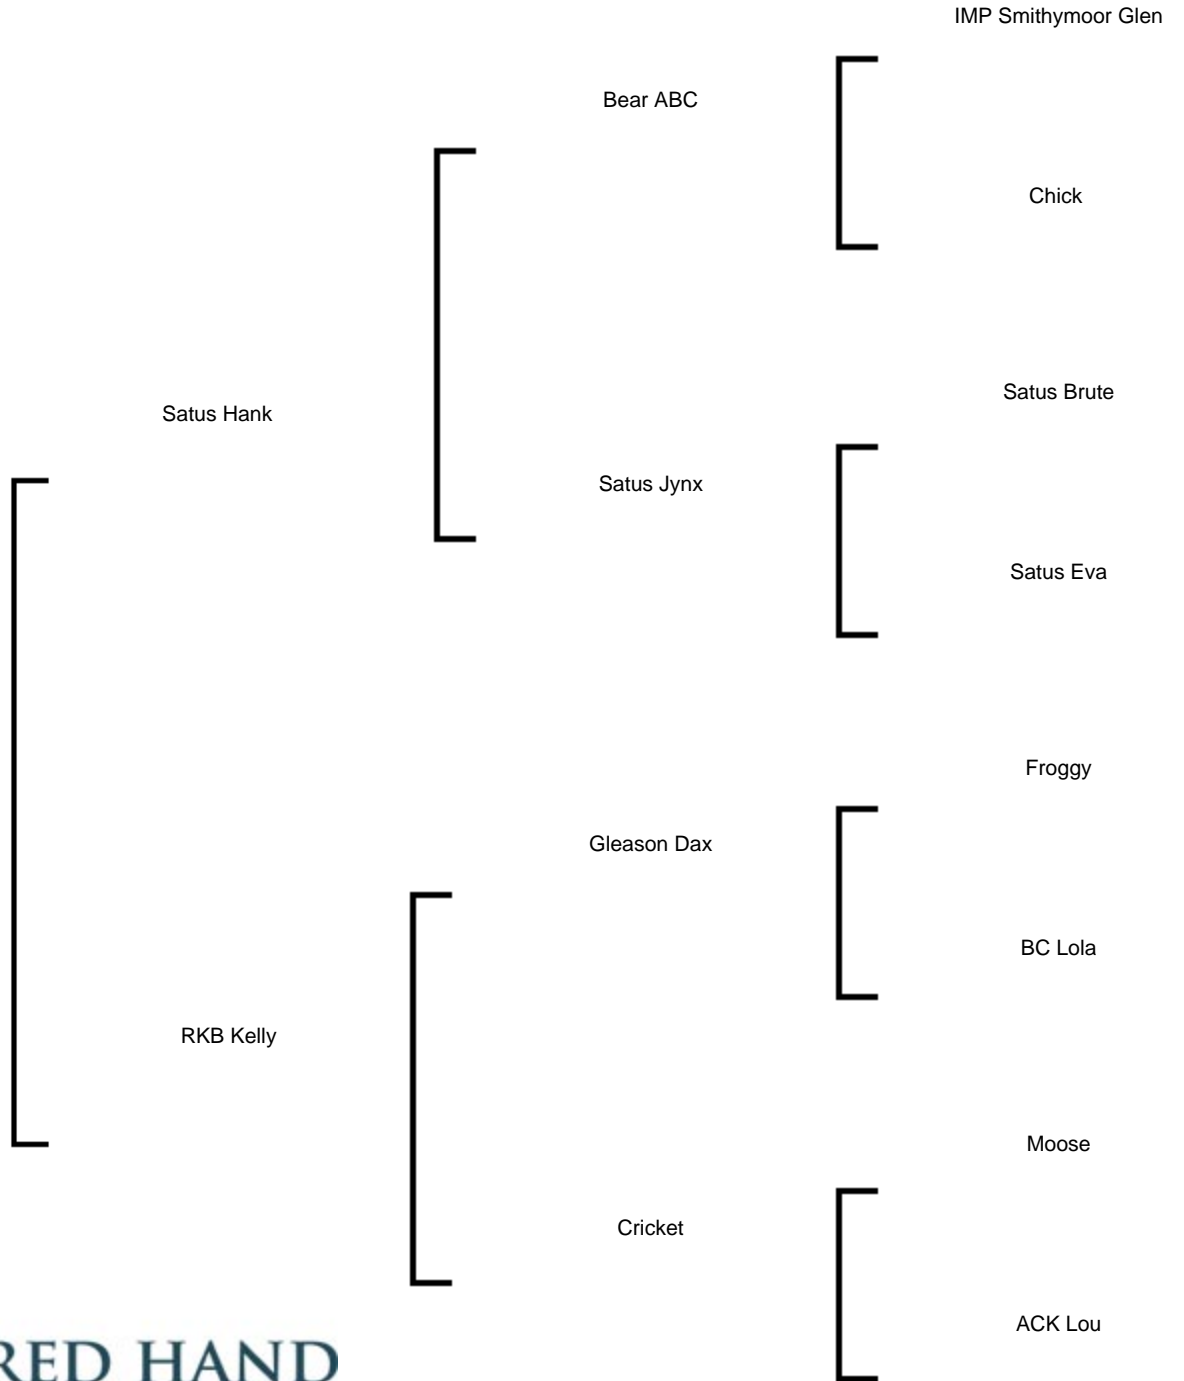 IMP Smithymoor Glen
Bear ABC
Chick
Satus Brute
Satus Hank
Satus Jynx
Satus Eva
Froggy
Gleason Dax
BC Lola
RKB Kelly
Moose
Cricket
ACK Lou
HAND